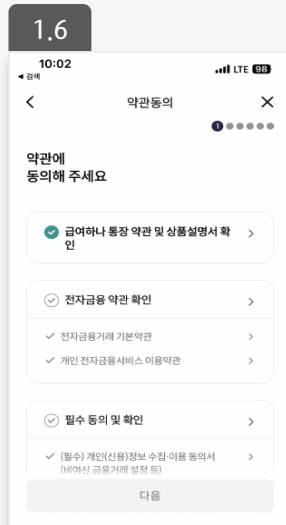 1.6
10:02
LTE 98
◀ 검색
약관동의
1
약관에
동의해 주세요
급여하나 통장 약관 및 상품설명서 확
인
전자금융 약관 확인
전자금융거래 기본약관
개인 전자금융서비스 이용약관
필수 동의 및 확인
(필수) 개인(신용)정보 수집·이용 동의서
(비여신 금융거래 설정 등)
다음